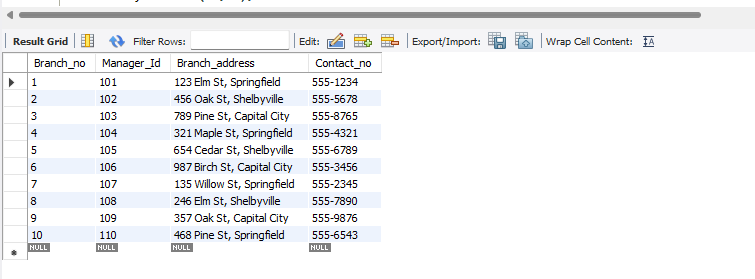 Result Grid Filter Rows: Edit: Export/Import: Wrap Cell Content: IA
Branch_no Manager_Id Branch_address Contact_no
1 101 123 Elm St, Springfield 555-1234
2 102 456 Oak St, Shelbyville 555-5678
3 103 789 Pine St, Capital City 555-8765
4 104 321 Maple St, Springfield 555-4321
5 105 654 Cedar St, Shelbyville 555-6789
6 106 987 Birch St, Capital City 555-3456
7 107 135 Willow St, Springfield 555-2345
8 108 246 Elm St, Shelbyville 555-7890
9 109 357 Oak St, Capital City 555-9876
10 110 468 Pine St, Springfield 555-6543
NULL NULL NULL NULL